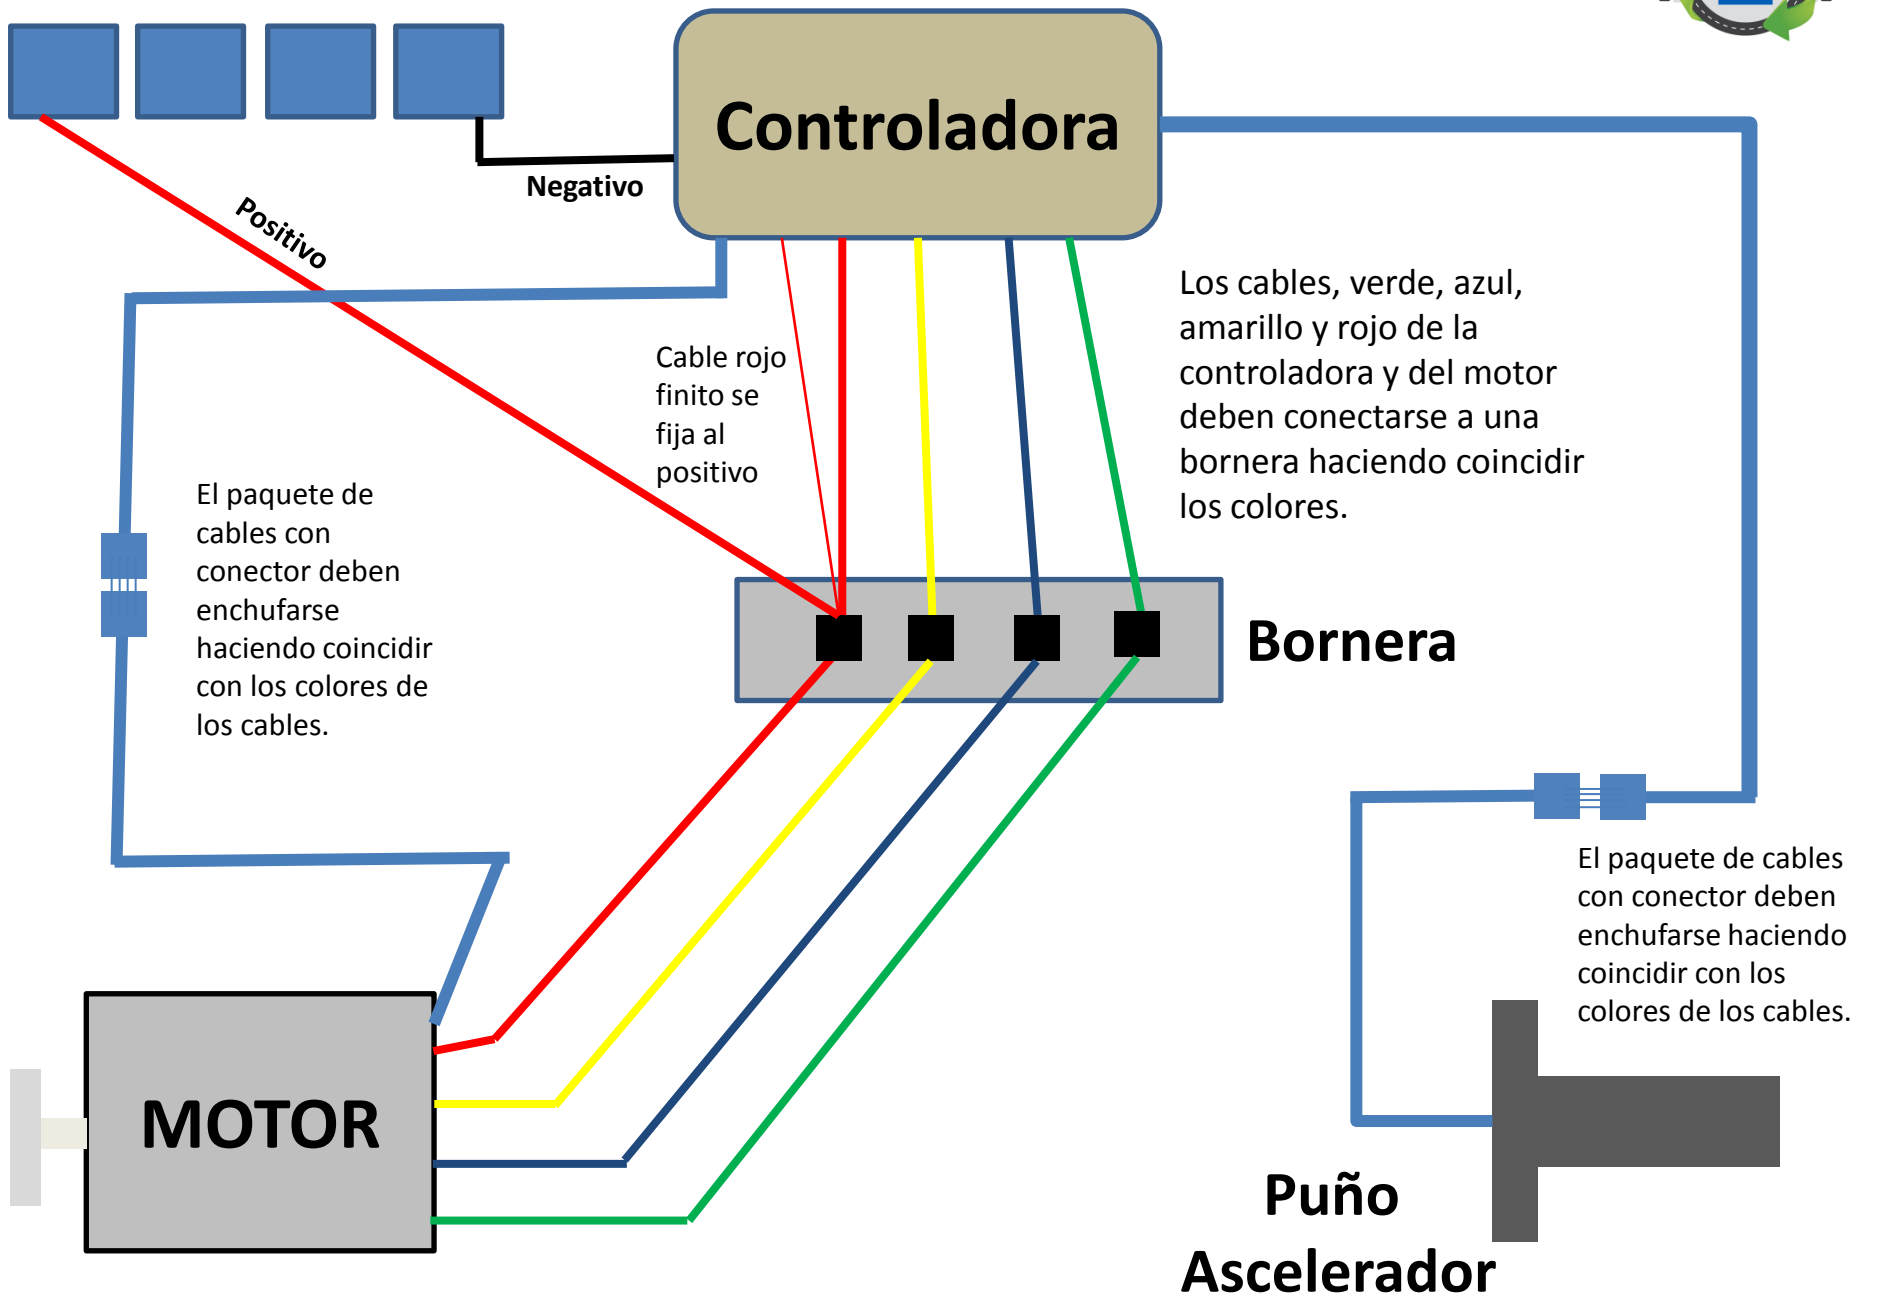 Controladora
Negativo
Positivo
Los cables, verde, azul,
amarillo y rojo de la
controladora y del motor
deben conectarse a una
bornera haciendo coincidir
los colores.
Cable rojo
finito se
fija al
positivo
El paquete de
cables con
conector deben
enchufarse
haciendo coincidir
con los colores de
los cables.
Bornera
El paquete de cables
con conector deben
enchufarse haciendo
coincidir con los
colores de los cables.
MOTOR
Puño
Ascelerador